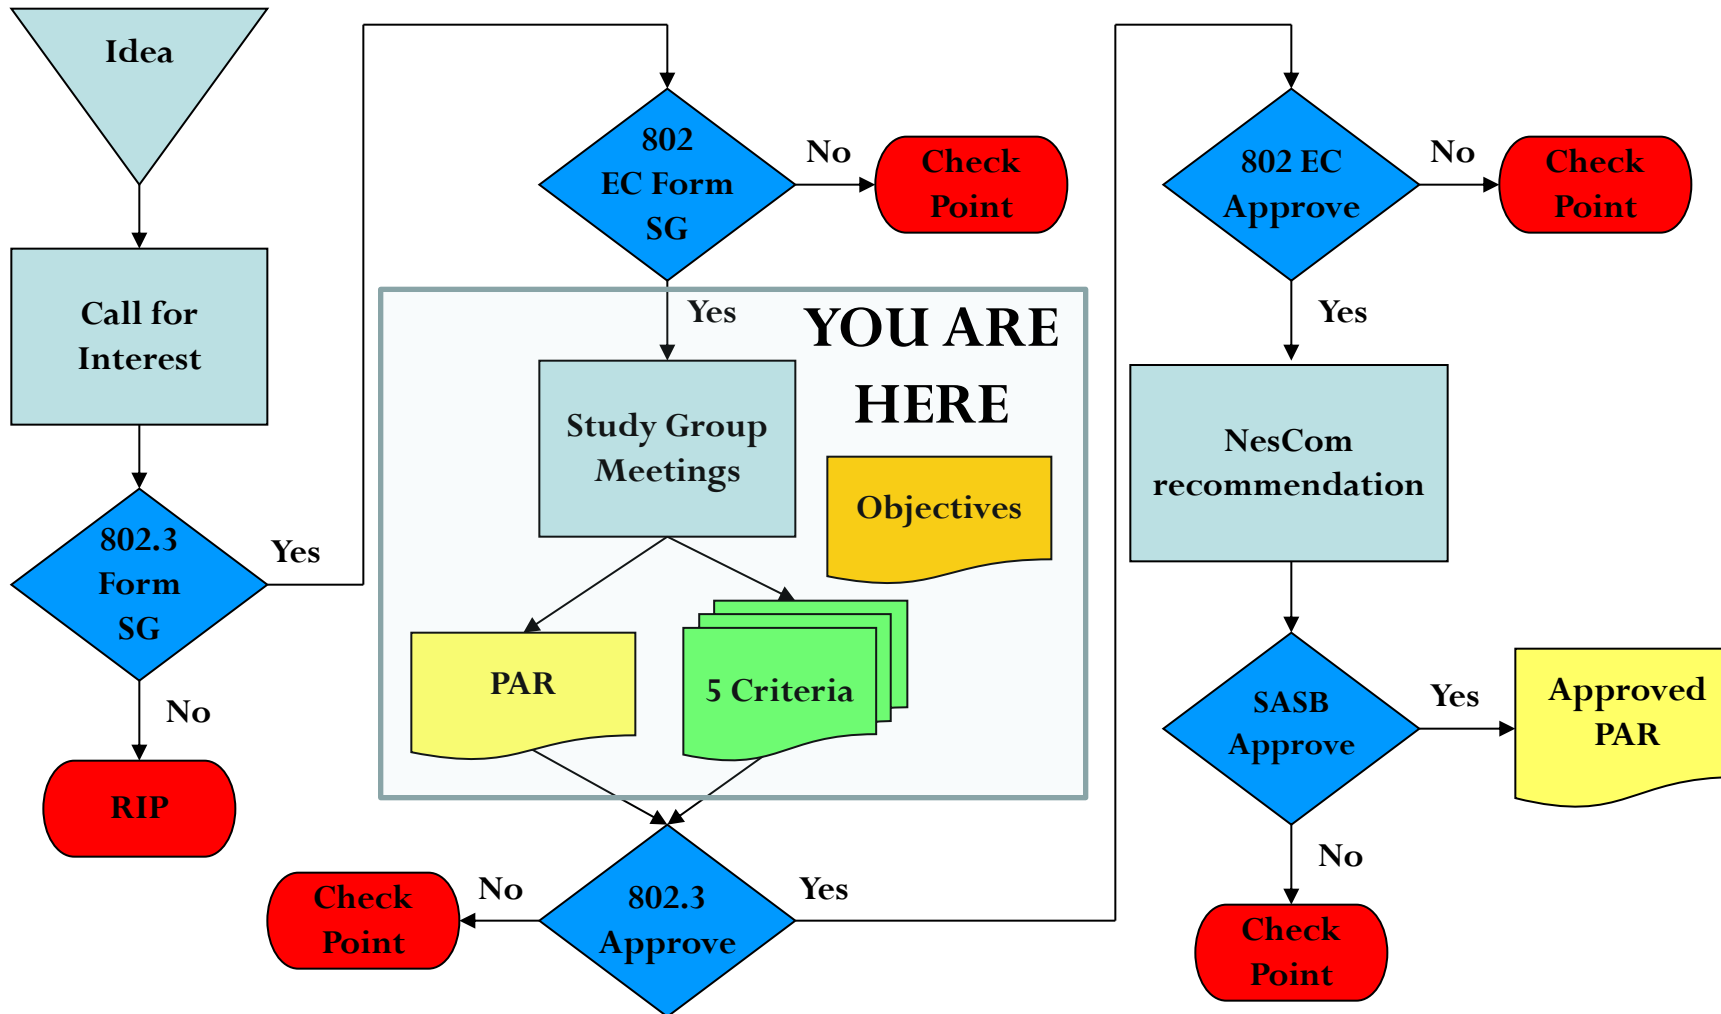 Idea
Call for
Interest
802.3
Form
SG
Yes
No
RIP
802
EC Form
SG
No
Check
Point
Yes
YOU ARE
HERE
Study Group
Meetings
Objectives
PAR
5 Criteria
802.3
Approve
No
Check
Point
Yes
802 EC
Approve
No
Check
Point
Yes
NesCom
recommendation
SASB
Approve
Yes
Approved
PAR
No
Check
Point